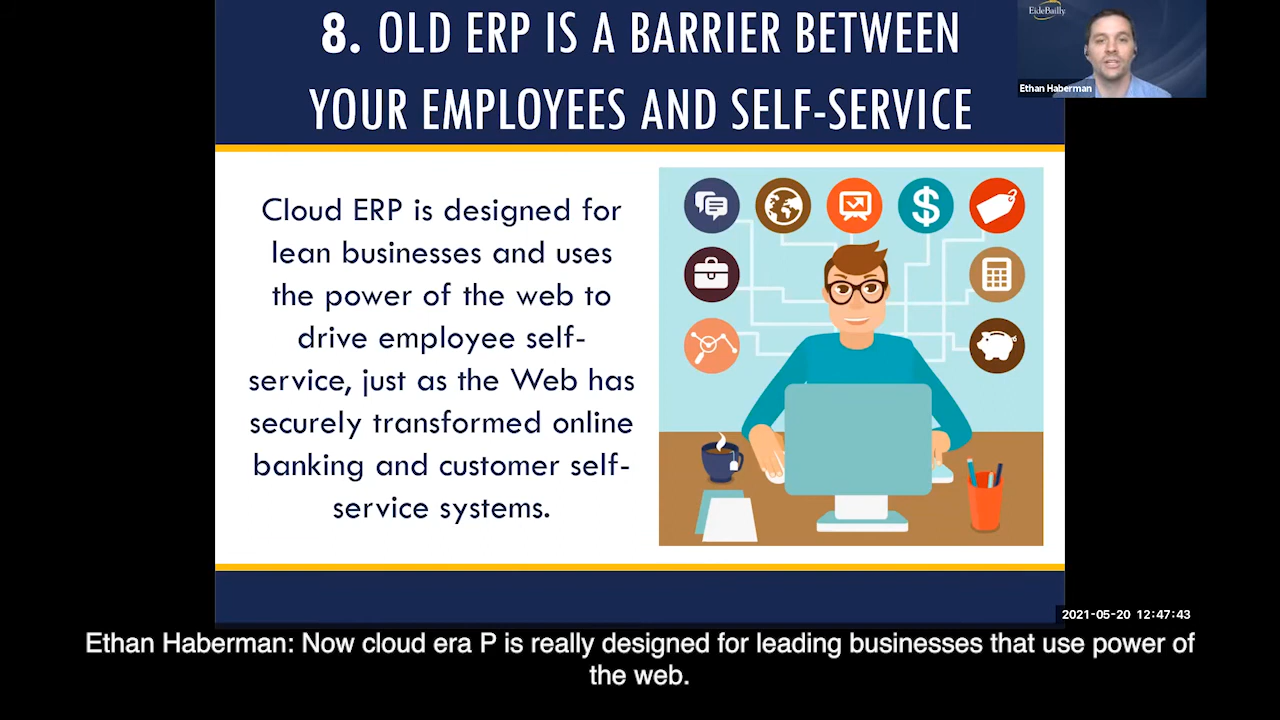 8. OLD ERP IS A BARRIER BETWEEN
YOUR EMPLOYEES AND SELF-SERVICE
EideBailly
Ethan Haberman
Cloud ERP is designed for
lean businesses and uses
the power of the web to
drive employee self-
service, just as the Web has
securely transformed online
banking and customer self-
service systems.
$
2021-05-20 12:47:43
Ethan Haberman: Now cloud era P is really designed for leading businesses that use power of
the web.